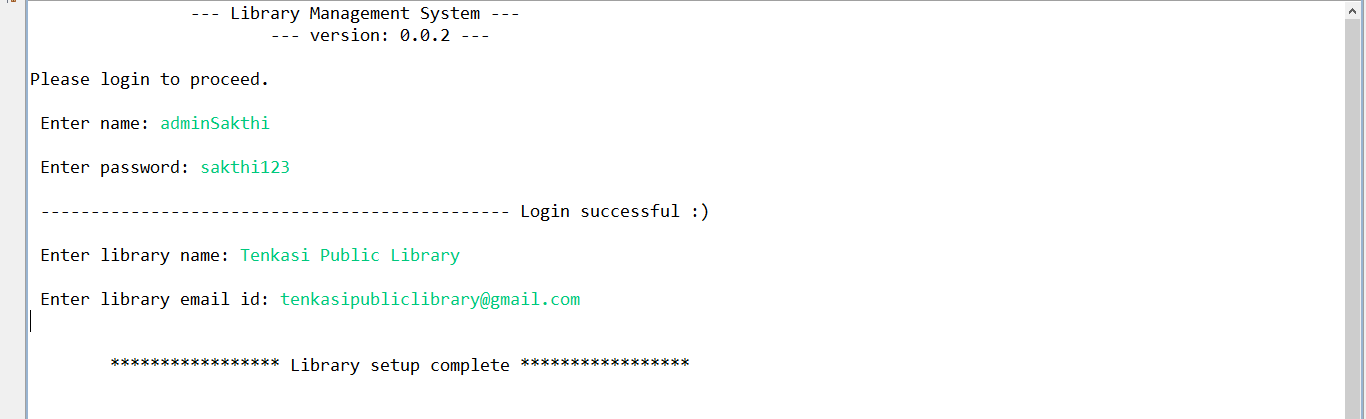 --- Library Management System ---
--- version: 0.0.2 ---
Please login to proceed.
Enter name: adminSakthi
Enter password: sakthi123
----------------------------------------------- Login successful :)
Enter library name: Tenkasi Public Library
Enter library email id: tenkasipubliclibrary@gmail.com
***************** Library setup complete *****************